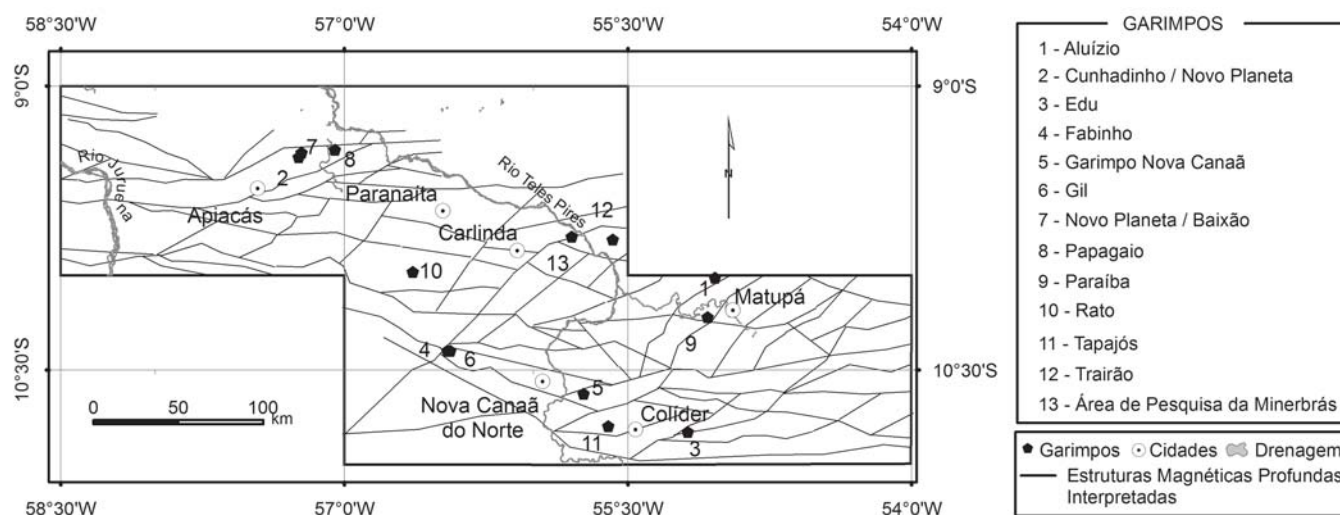 58°30'W 57°00'W 55°30'W 54°0'W
9°0'S
9°0'S
10°30'S
10°30'S
Rio Juruena
Rio Teles Pires
7
8
2
Apiacás
Paranaíta
Carlinda
12
13
10
1
Matupá
9
4
6
5
Nova Canaã
do Norte
Colíder
11
3
N
0 50 100
km
58°30'W 57°00'W 55°30'W 54°0'W
GARIMPOS
1 - Aluízio
2 - Cunhadinho / Novo Planeta
3 - Edu
4 - Fabinho
5 - Garimpo Nova Canaã
6 - Gil
7 - Novo Planeta / Baixão
8 - Papagaio
9 - Paraíba
10 - Rato
11 - Tapajós
12 - Trairão
13 - Área de Pesquisa da Minerbrás
Garimpos Cidades Drenagem
Estruturas Magnéticas Profundas
Interpretadas